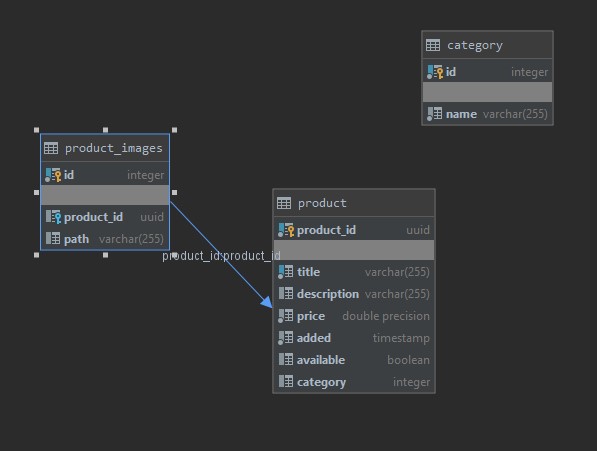 category
id integer
name varchar(255)
product_images
id integer
product_id uuid
path varchar(255)
product_id:product_id
product
product_id uuid
title varchar(255)
description varchar(255)
price double precision
added timestamp
available boolean
category integer